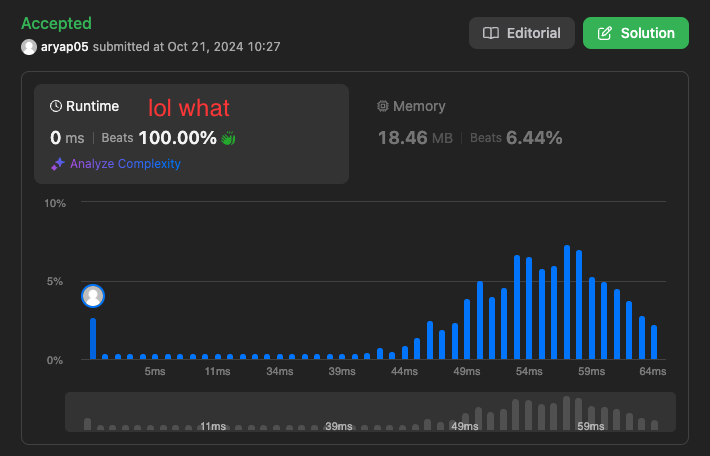 Accepted
aryap05 submitted at Oct 21, 2024 10:27
Editorial
Solution
Runtime
lol what
0 ms | Beats 100.00%
Analyze Complexity
Memory
18.46 MB | Beats 6.44%
10%
5%
0%
5ms 11ms 34ms 39ms 44ms 49ms 54ms 59ms 64ms
11ms 39ms 49ms 59ms